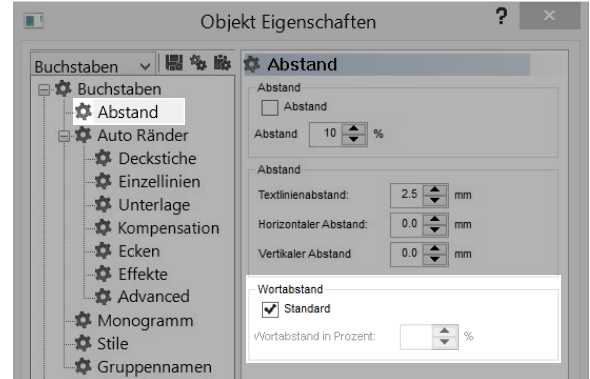 Objekt Eigenschaften ?
Buchstaben
Buchstaben
Abstand
Auto Ränder
Deckstiche
Einzellinien
Unterlage
Kompensation
Ecken
Effekte
Advanced
Monogramm
Stile
Gruppennamen
Abstand
Abstand
Abstand
Abstand 10 %
Abstand
Textlinienabstand: 2.5 mm
Horizontaler Abstand: 0.0 mm
Vertikaler Abstand 0.0 mm
Wortabstand
Standard
Wortabstand in Prozent: %